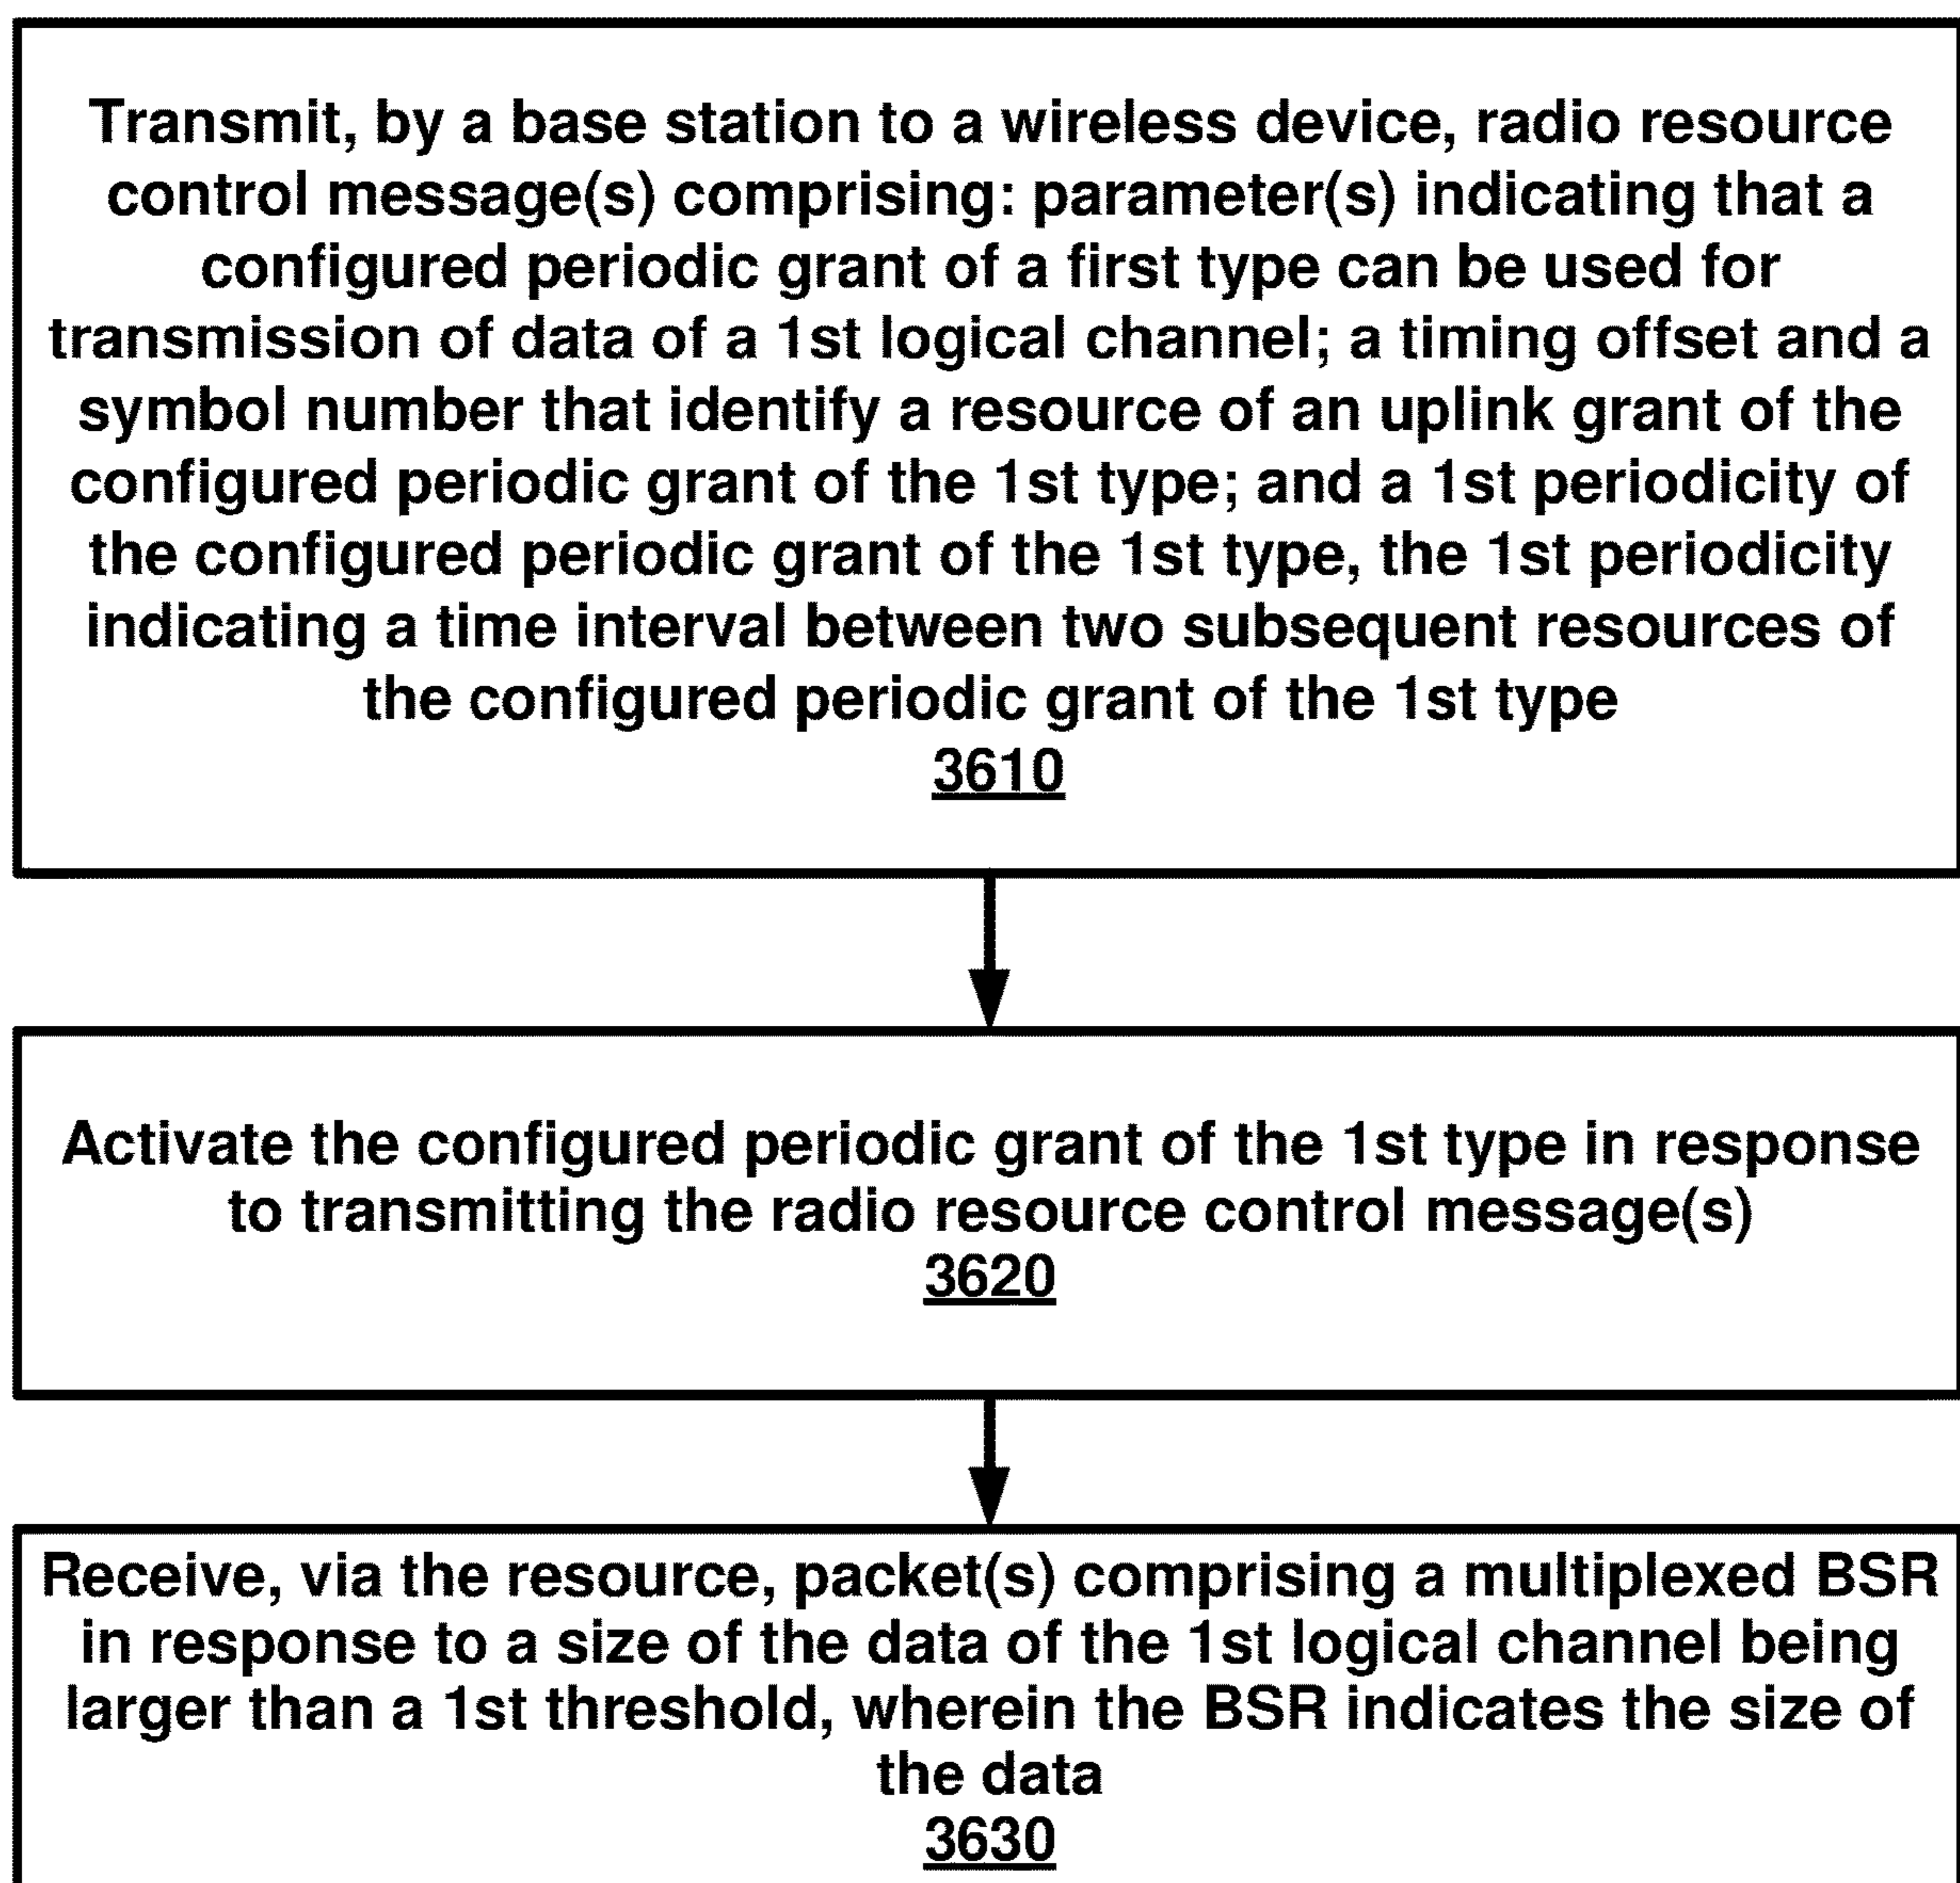 Transmit, by a base station to a wireless device, radio resource
control message(s) comprising: parameter(s) indicating that a
configured periodic grant of a first type can be used for
transmission of data of a 1st logical channel; a timing offset and a
symbol number that identify a resource of an uplink grant of the
configured periodic grant of the 1st type; and a 1st periodicity of
the configured periodic grant of the 1st type, the 1st periodicity
indicating a time interval between two subsequent resources of
the configured periodic grant of the 1st type
3610
Activate the configured periodic grant of the 1st type in response
to transmitting the radio resource control message(s)
3620
Receive, via the resource, packet(s) comprising a multiplexed BSR
in response to a size of the data of the 1st logical channel being
larger than a 1st threshold, wherein the BSR indicates the size of
the data
3630